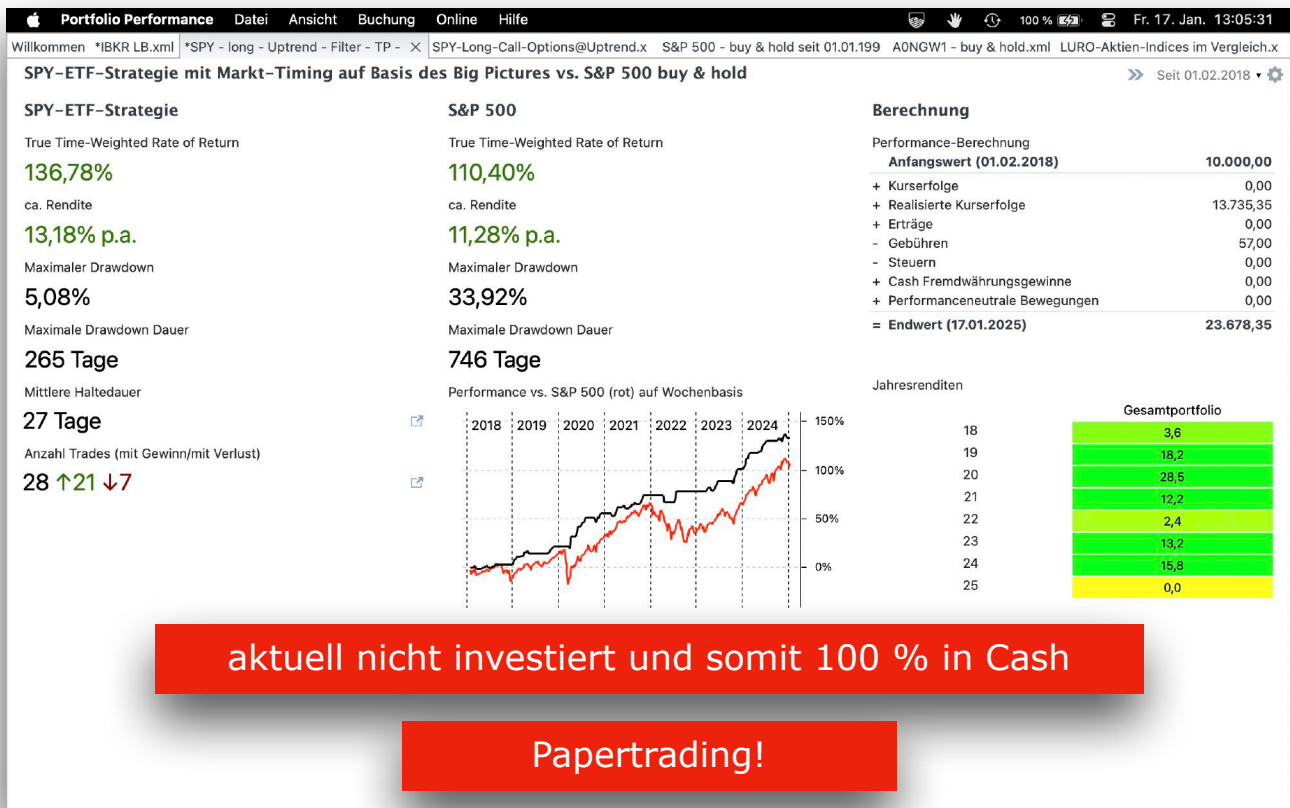 Portfolio Performance Datei Ansicht Buchung Online Hilfe 100 % Fr. 17. Jan. 13:05:31
Willkommen *IBKR LB.xml *SPY - long - Uptrend - Filter - TP - SPY-Long-Call-Options@Uptrend.x S&P 500 - buy & hold seit 01.01.199 A0NGW1 - buy & hold.xml LURO-Aktien-Indices im Vergleich.x
SPY-ETF-Strategie mit Markt-Timing auf Basis des Big Pictures vs. S&P 500 buy & hold
Seit 01.02.2018
SPY-ETF-Strategie
True Time-Weighted Rate of Return
136,78%
ca. Rendite
13,18% p.a.
Maximaler Drawdown
5,08%
Maximale Drawdown Dauer
265 Tage
Mittlere Haltedauer
27 Tage
Anzahl Trades (mit Gewinn/mit Verlust)
28 ↑21 ↓7
S&P 500
True Time-Weighted Rate of Return
110,40%
ca. Rendite
11,28% p.a.
Maximaler Drawdown
33,92%
Maximale Drawdown Dauer
746 Tage
Performance vs. S&P 500 (rot) auf Wochenbasis
2018 2019 2020 2021 2022 2023 2024
150%
100%
50%
0%
Berechnung
Performance-Berechnung
Anfangswert (01.02.2018) 10.000,00
+ Kurserfolge 0,00
+ Realisierte Kurserfolge 13.735,35
+ Erträge 0,00
- Gebühren 57,00
- Steuern 0,00
+ Cash Fremdwährungsgewinne 0,00
+ Performanceneutrale Bewegungen 0,00
= Endwert (17.01.2025) 23.678,35
Jahresrenditen
Gesamtportfolio
18 3,6
19 18,2
20 28,5
21 12,2
22 2,4
23 13,2
24 15,8
25 0,0
aktuell nicht investiert und somit 100 % in Cash
Papertrading!